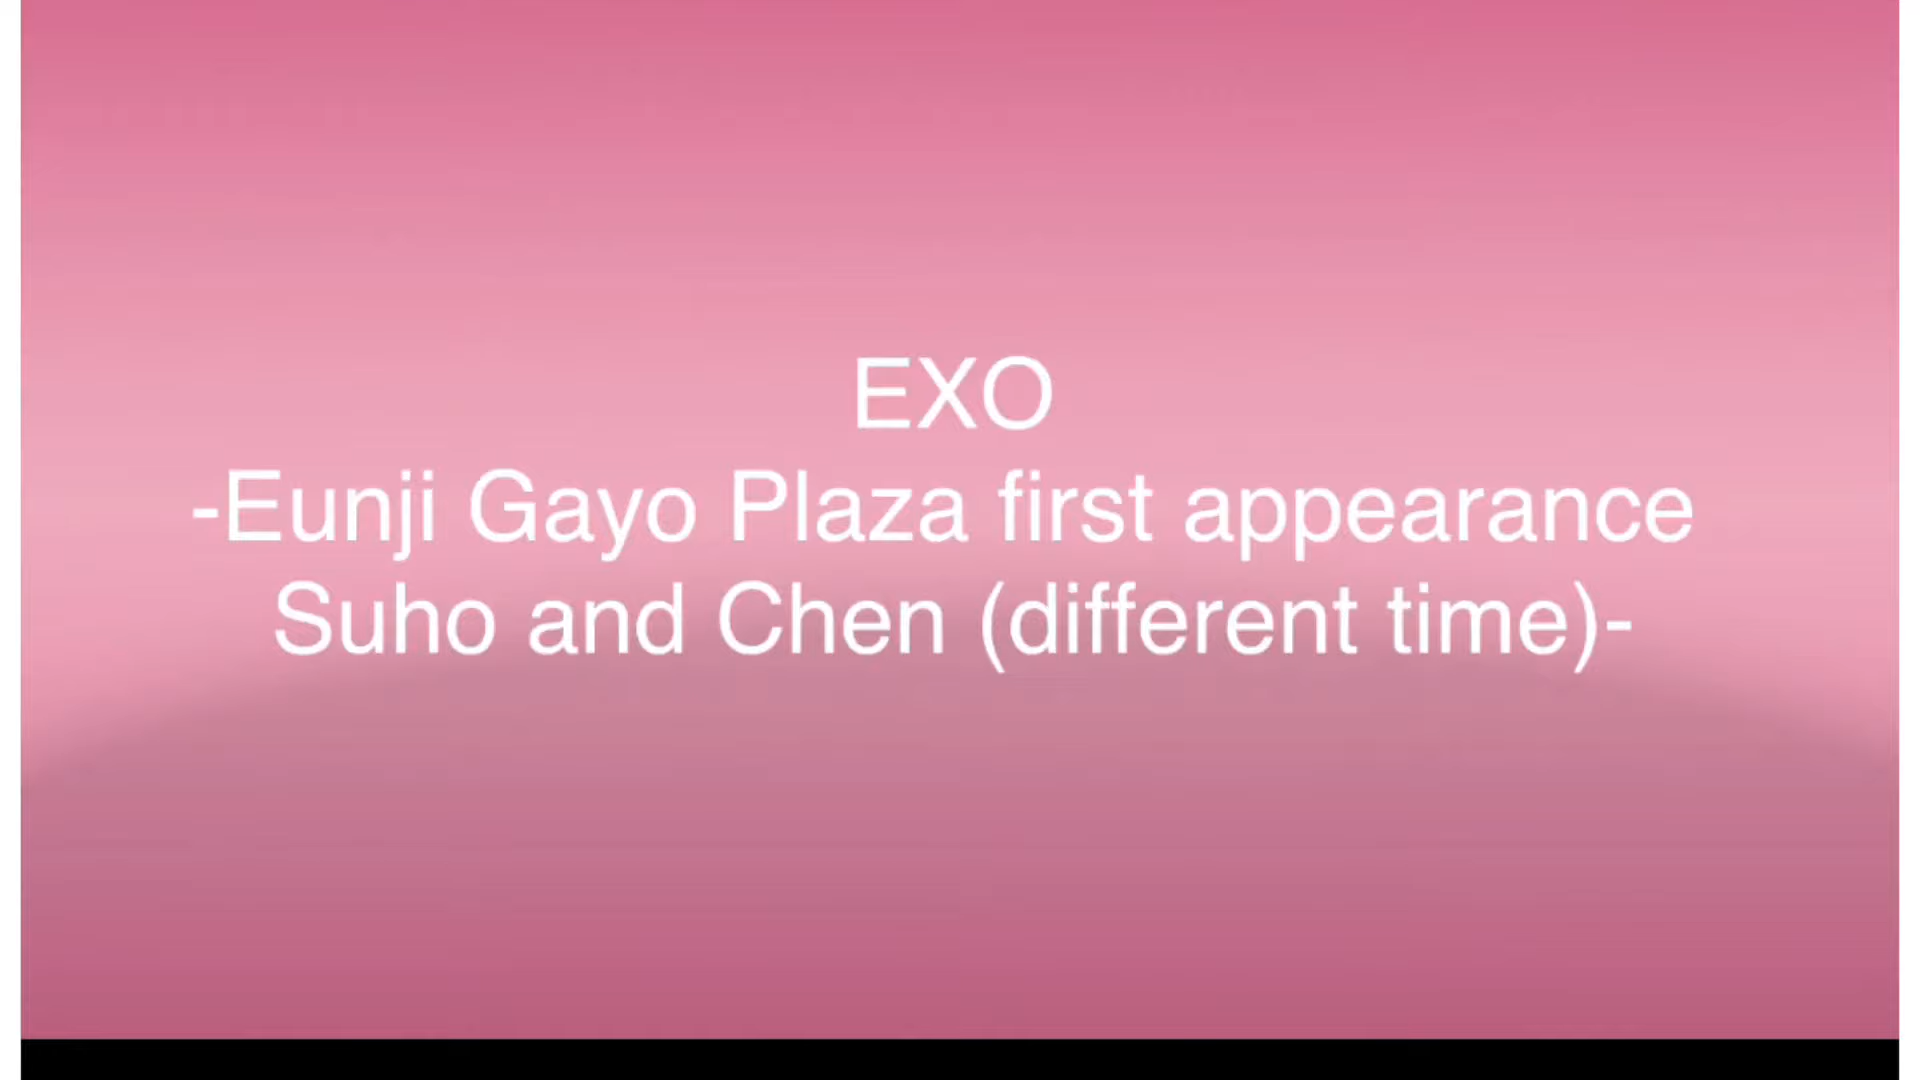 EXO
-Eunji Gayo Plaza first appearance
Suho and Chen (different time)-